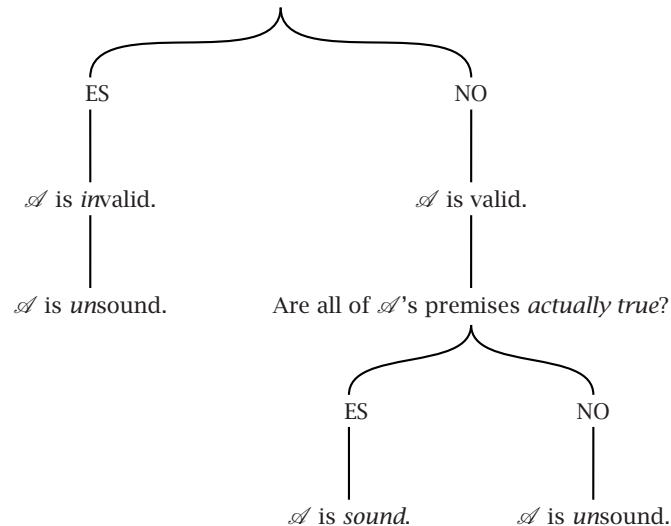 ES NO
𝒜 is invalid. 𝒜 is valid.
𝒜 is unsound. Are all of 𝒜's premises actually true?
ES NO
𝒜 is sound. 𝒜 is unsound.